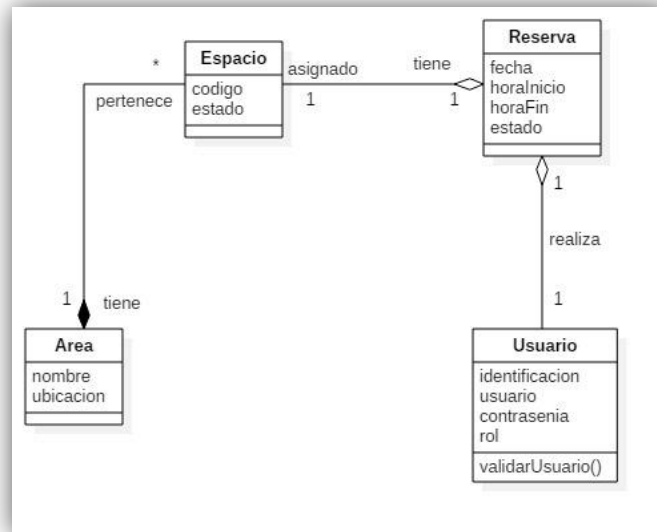 Reserva
fecha
horaInicio
horaFin
estado
Espacio
codigo
estado
asignado
tiene
1
1
*
pertenece
1
realiza
1
1
tiene
Area
nombre
ubicacion
Usuario
identificacion
usuario
contrasenia
rol
validarUsuario()